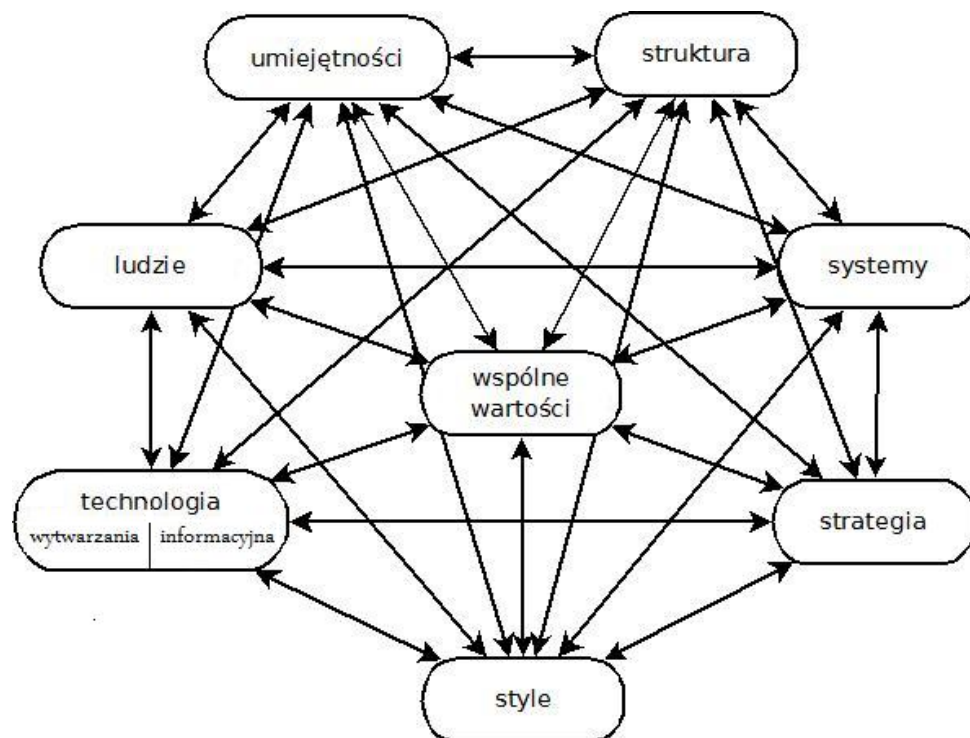 umiejętności
struktura
ludzie
systemy
wspólne
wartości
technologia
wytwarzania | informacyjna
strategia
style